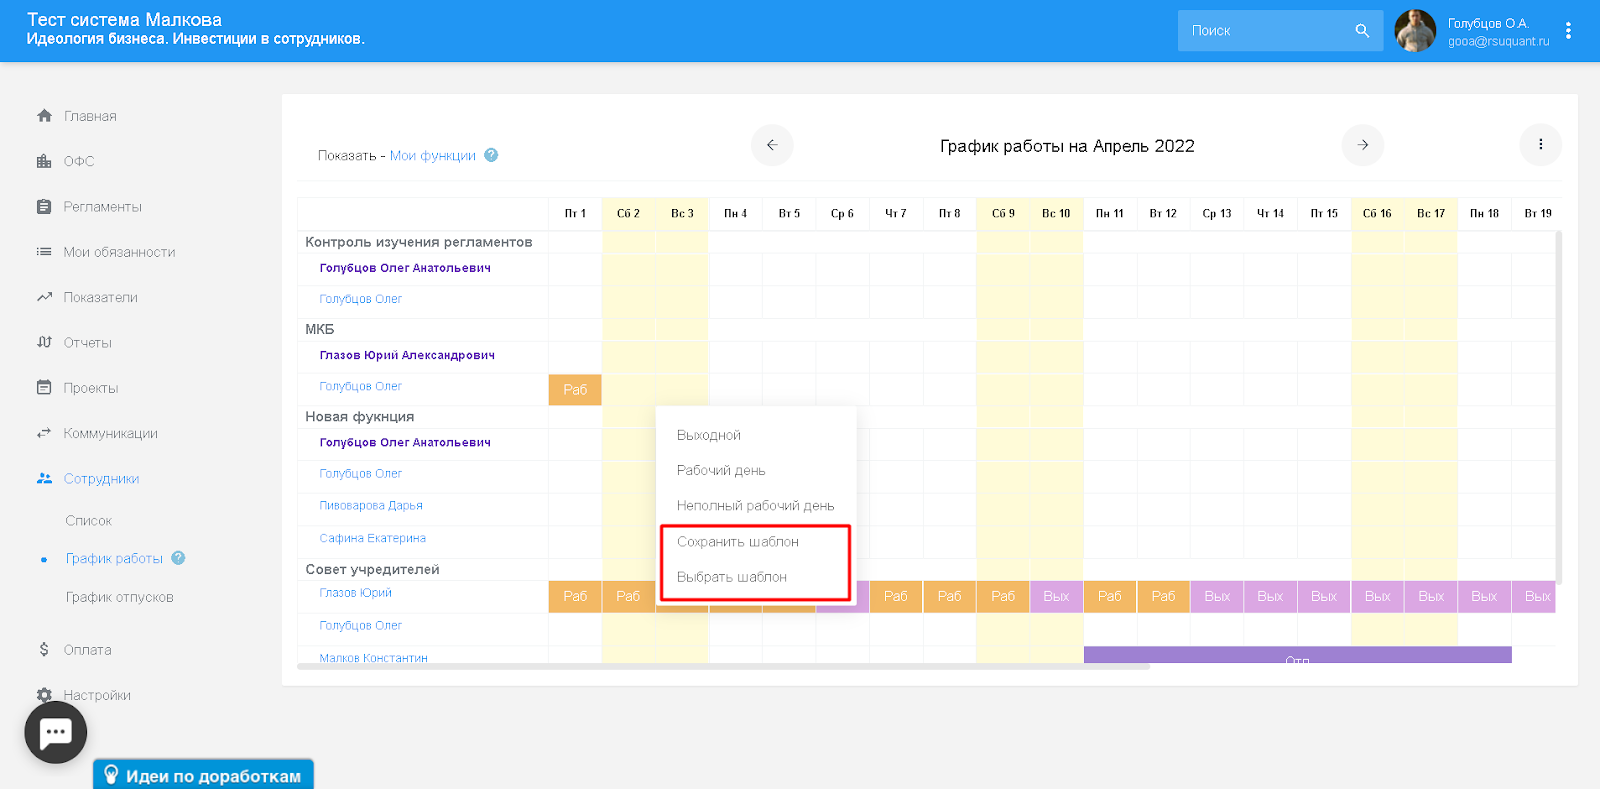 Тест система Малкова
Идеология бизнеса. Инвестиции в сотрудников.
Поиск
Голубцов О.А.
gooa@rsuquant.ru
Главная
ОФС
Регламенты
Мои обязанности
Показатели
Отчеты
Проекты
Коммуникации
Сотрудники
Список
График работы ?
График отпусков
Оплата
Настройки
Идеи по доработкам
Показать - Мои функции ?
График работы на Апрель 2022
Пт 1 Сб 2 Вс 3 Пн 4 Вт 5 Ср 6 Чт 7 Пт 8 Сб 9 Вс 10 Пн 11 Вт 12 Ср 13 Чт 14 Пт 15 Сб 16 Вс 17 Пн 18 Вт 19
Контроль изучения регламентов
Голубцов Олег Анатольевич
Голубцов Олег
МКБ
Глазов Юрий Александрович
Голубцов Олег Раб
Новая фукнция
Голубцов Олег Анатольевич
Голубцов Олег
Пивоварова Дарья
Сафина Екатерина
Выходной
Рабочий день
Неполный рабочий день
Сохранить шаблон
Выбрать шаблон
Совет учредителей
Глазов Юрий Раб Раб Раб Раб Раб Вых Раб Раб Вых Вых Вых Вых Вых Вых Вых
Голубцов Олег
Малков Константин Отп